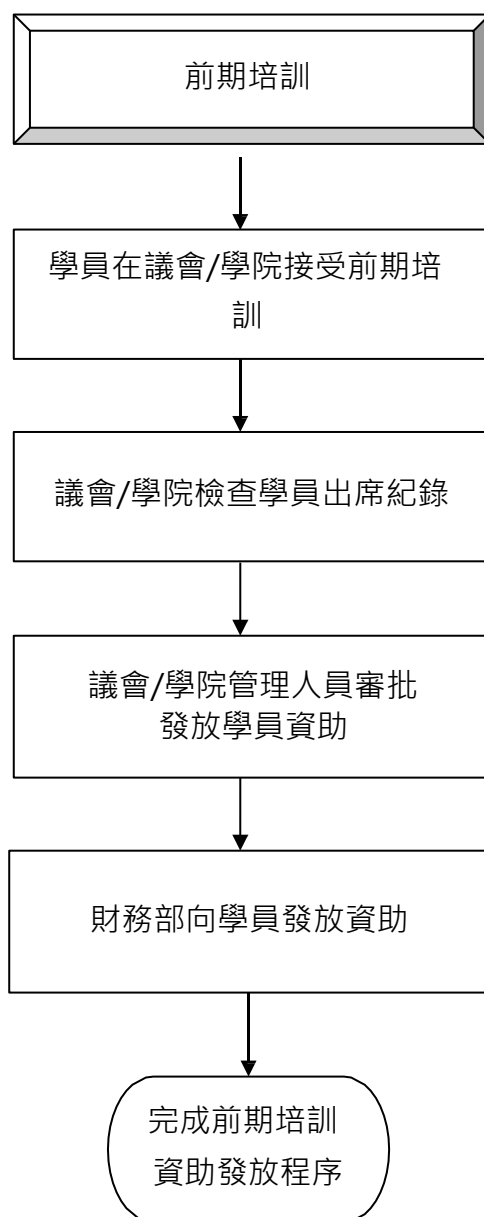 前期培訓
學員在議會/學院接受前期培
訓
議會/學院檢查學員出席紀錄
議會/學院管理人員審批
發放學員資助
財務部向學員發放資助
完成前期培訓
資助發放程序